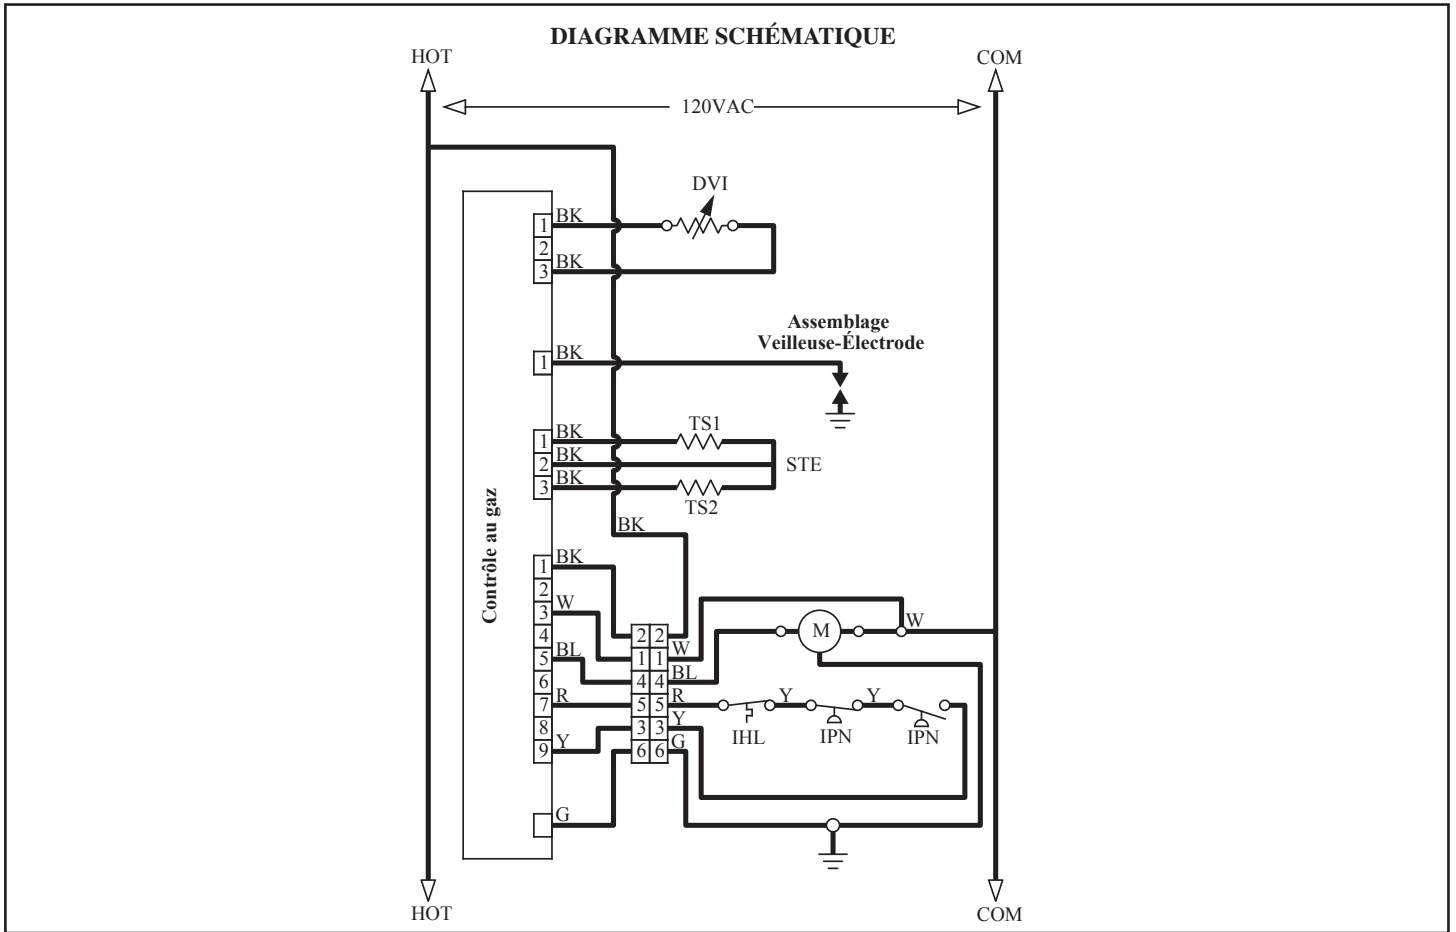 DIAGRAMME SCHÉMATIQUE
HOT
COM
120VAC
DVI
1 BK
2
3 BK
Assemblage
Veilleuse-Électrode
1 BK
TS1
1 BK
2 BK
STE
3 BK
TS2
BK
Contrôle au gaz
1 BK
2
3 W
4
5 BL
6
7 R
8
9 Y
G
2 2
1 1 W
4 4 BL
5 5 R
3 3 Y
6 6 G
M
W
Y
Y
IHL
IPN
IPN
HOT
COM